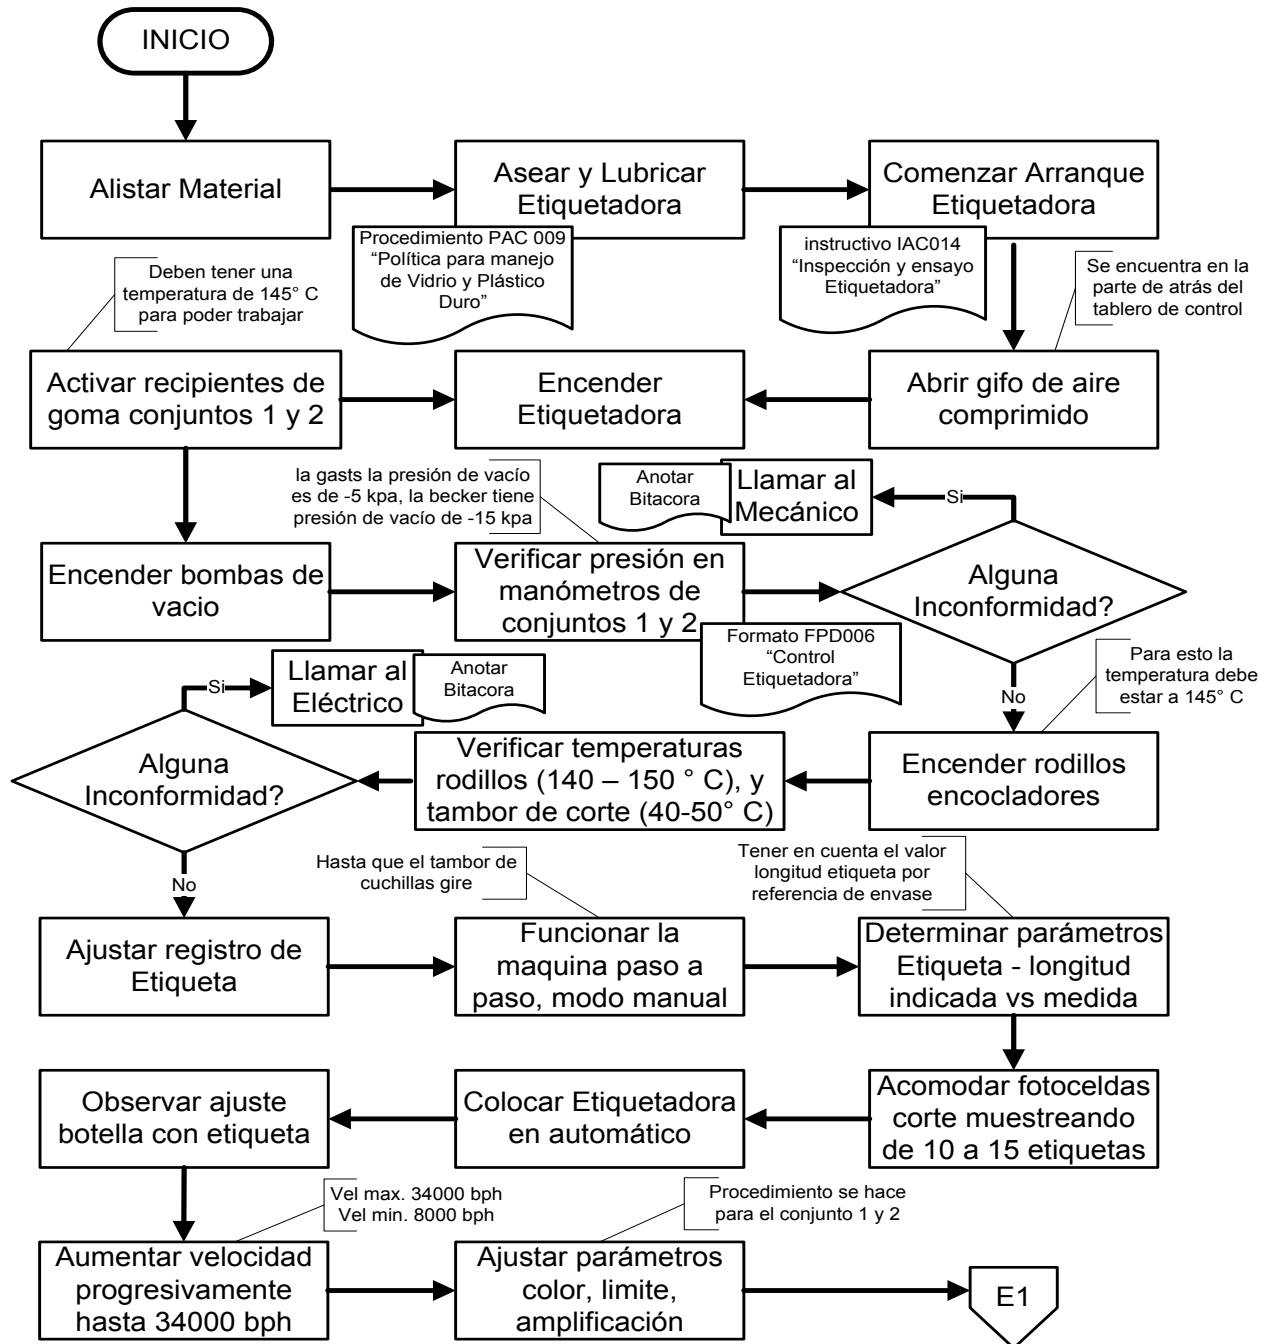 INICIO
Alistar Material
Asear y Lubricar
Etiquetadora
Comenzar Arranque
Etiquetadora
Procedimiento PAC 009
“Política para manejo
de Vidrio y Plástico
Duro”
instructivo IAC014
“Inspección y ensayo
Etiquetadora”
Deben tener una
temperatura de 145° C
para poder trabajar
Se encuentra en la
parte de atrás del
tablero de control
Activar recipientes de
goma conjuntos 1 y 2
Encender
Etiquetadora
Abrir gifo de aire
comprimido
la gasts la presión de vacío
es de -5 kpa, la becker tiene
presión de vacío de -15 kpa
Anotar
Bitacora
Llamar al
Mecánico
Si
Encender bombas de
vacio
Verificar presión en
manómetros de
conjuntos 1 y 2
Alguna
Inconformidad?
Formato FPD006
“Control
Etiquetadora”
No
Para esto la
temperatura debe
estar a 145° C
Si
Llamar al
Eléctrico
Anotar
Bitacora
Alguna
Inconformidad?
Verificar temperaturas
rodillos (140 – 150 ° C), y
tambor de corte (40-50° C)
Encender rodillos
encocladores
No
Hasta que el tambor de
cuchillas gire
Tener en cuenta el valor
longitud etiqueta por
referencia de envase
Ajustar registro de
Etiqueta
Funcionar la
maquina paso a
paso, modo manual
Determinar parámetros
Etiqueta - longitud
indicada vs medida
Observar ajuste
botella con etiqueta
Colocar Etiquetadora
en automático
Acomodar fotoceldas
corte muestreando
de 10 a 15 etiquetas
Vel max. 34000 bph
Vel min. 8000 bph
Procedimiento se hace
para el conjunto 1 y 2
Aumentar velocidad
progresivamente
hasta 34000 bph
Ajustar parámetros
color, limite,
amplificación
E1